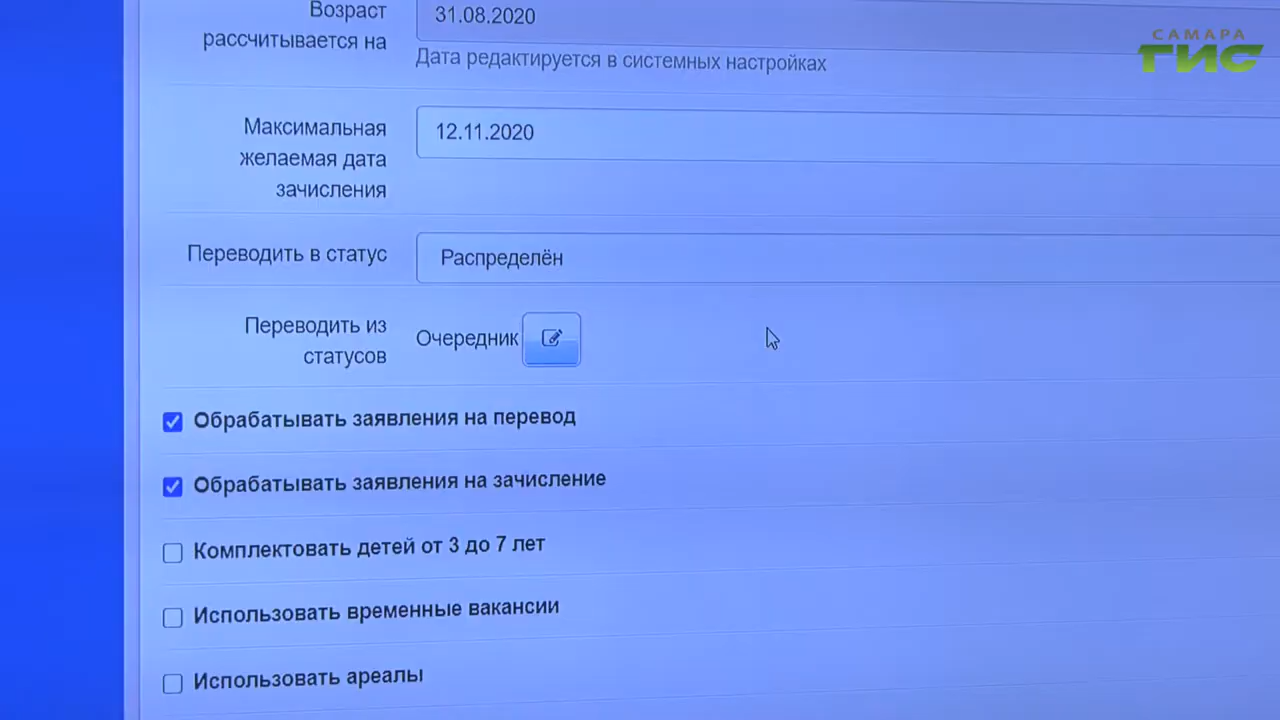 Возраст
рассчитывается на
31.08.2020
Дата редактируется в системных настройках
САМАРА
ГИС
Максимальная
желаемая дата
зачисления
12.11.2020
Переводить в статус
Распределён
Переводить из
статусов
Очередник
Обрабатывать заявления на перевод
Обрабатывать заявления на зачисление
Комплектовать детей от 3 до 7 лет
Использовать временные вакансии
Использовать ареалы